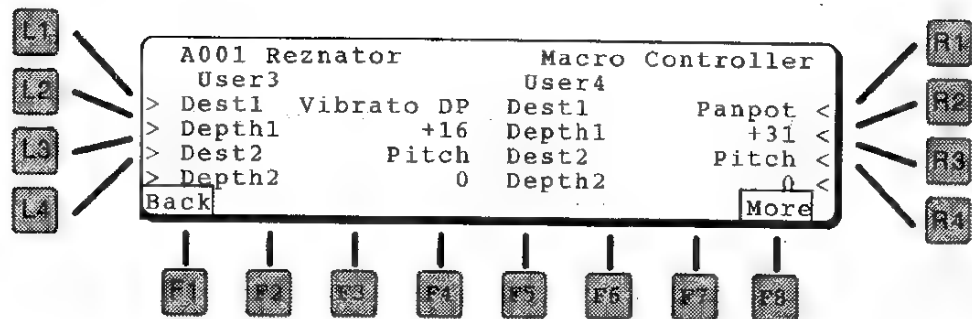 L1
L2
L3
L4
A001 Reznator Macro Controller
User3 User4
> Dest1 Vibrato DP Dest1 Panpot <
> Depth1 +16 Depth1 +31 <
> Dest2 Pitch Dest2 Pitch <
> Depth2 0 Depth2 0 <
Back More
R1
R2
R3
R4
F1 F2 F3 F4 F5 F6 F7 F8